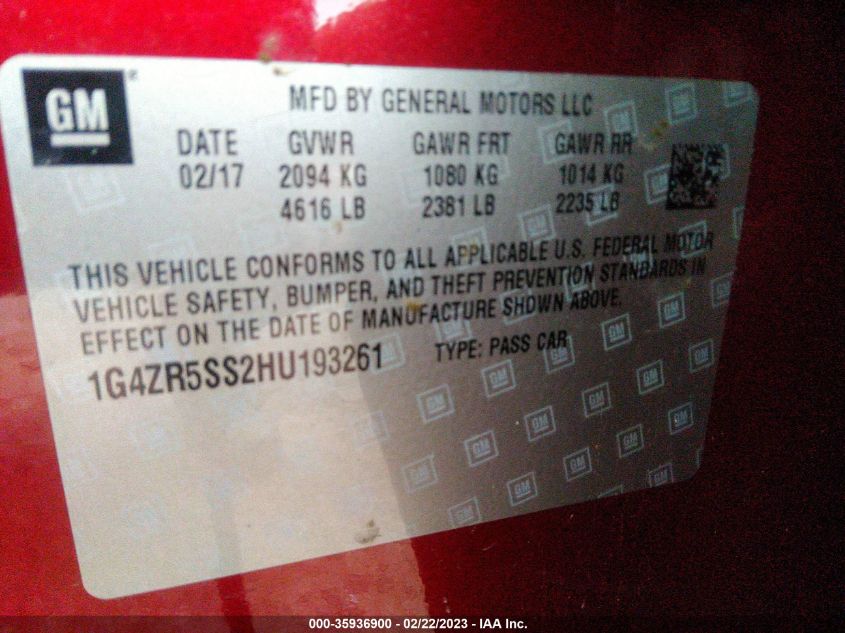 GM
MFD BY GENERAL MOTORS LLC
DATE GVWR GAWR FRT GAWR RR
02/17 2094 KG 1080 KG 1014 KG
4616 LB 2381 LB 2235 LB
THIS VEHICLE CONFORMS TO ALL APPLICABLE U.S. FEDERAL MOTOR
VEHICLE SAFETY, BUMPER, AND THEFT PREVENTION STANDARDS IN
EFFECT ON THE DATE OF MANUFACTURE SHOWN ABOVE.
1G4ZR5SS2HU193261 TYPE: PASS CAR
000-35936900 - 02/22/2023 - IAA Inc.